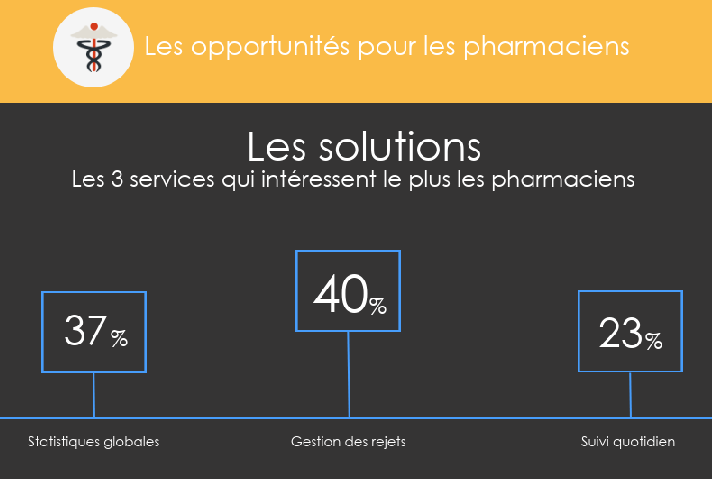 Les opportunités pour les pharmaciens
Les solutions
Les 3 services qui intéressent le plus les pharmaciens
37 %
40%
23%
Statistiques globales
Gestion des rejets
Suivi quotidien